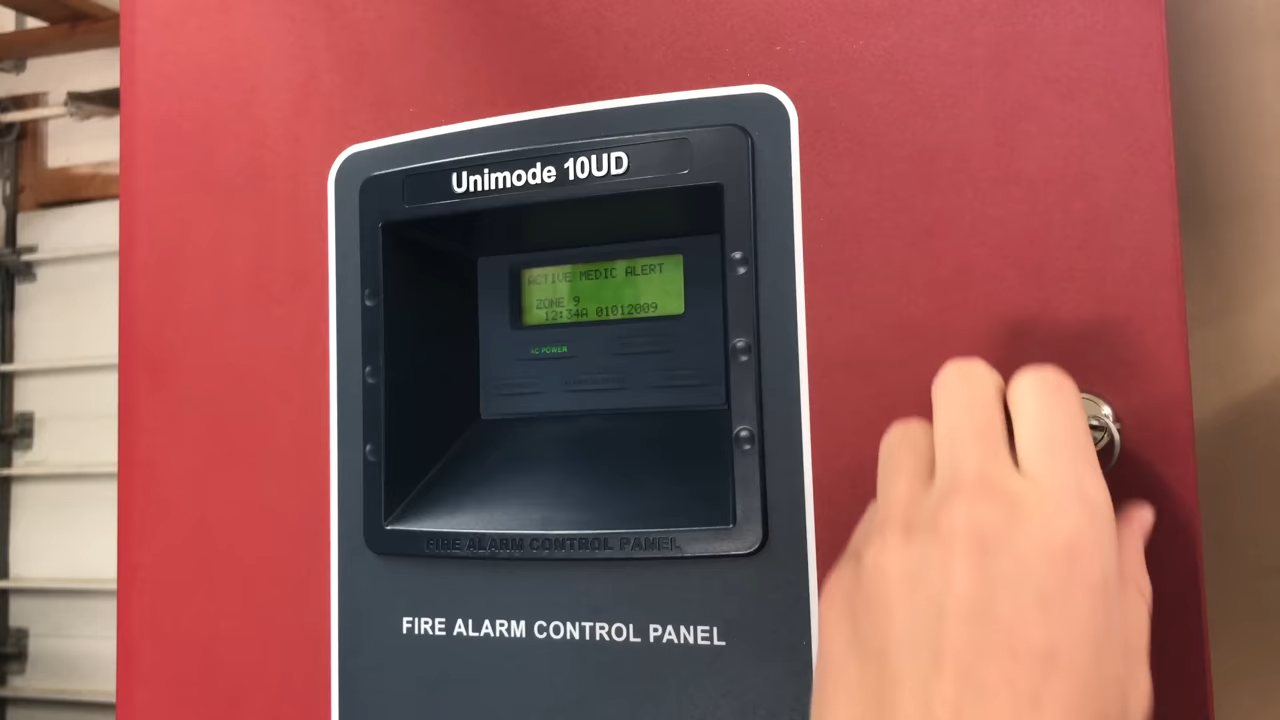 Unimode 10UD
ACTIVE MEDIC ALERT
ZONE 9
12:34A 01012009
AC POWER
FIRE ALARM CONTROL PANEL
FIRE ALARM CONTROL PANEL